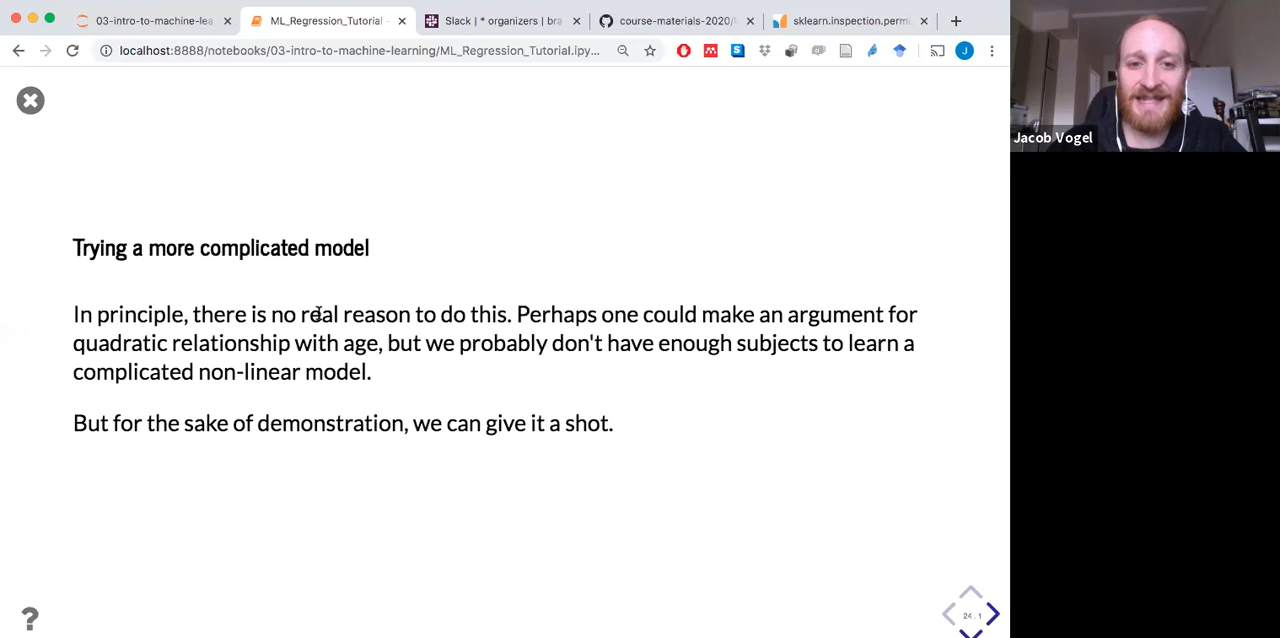 03-intro-to-machine-lea
ML_Regression_Tutorial
Slack | * organizers | bra
course-materials-2020/
sklearn.inspection.perm
localhost:8888/notebooks/03-intro-to-machine-learning/ML_Regression_Tutorial.ipy...
S
J
Jacob Vogel
Trying a more complicated model
In principle, there is no real reason to do this. Perhaps one could make an argument for
quadratic relationship with age, but we probably don't have enough subjects to learn a
complicated non-linear model.
But for the sake of demonstration, we can give it a shot.
?
24 . 1